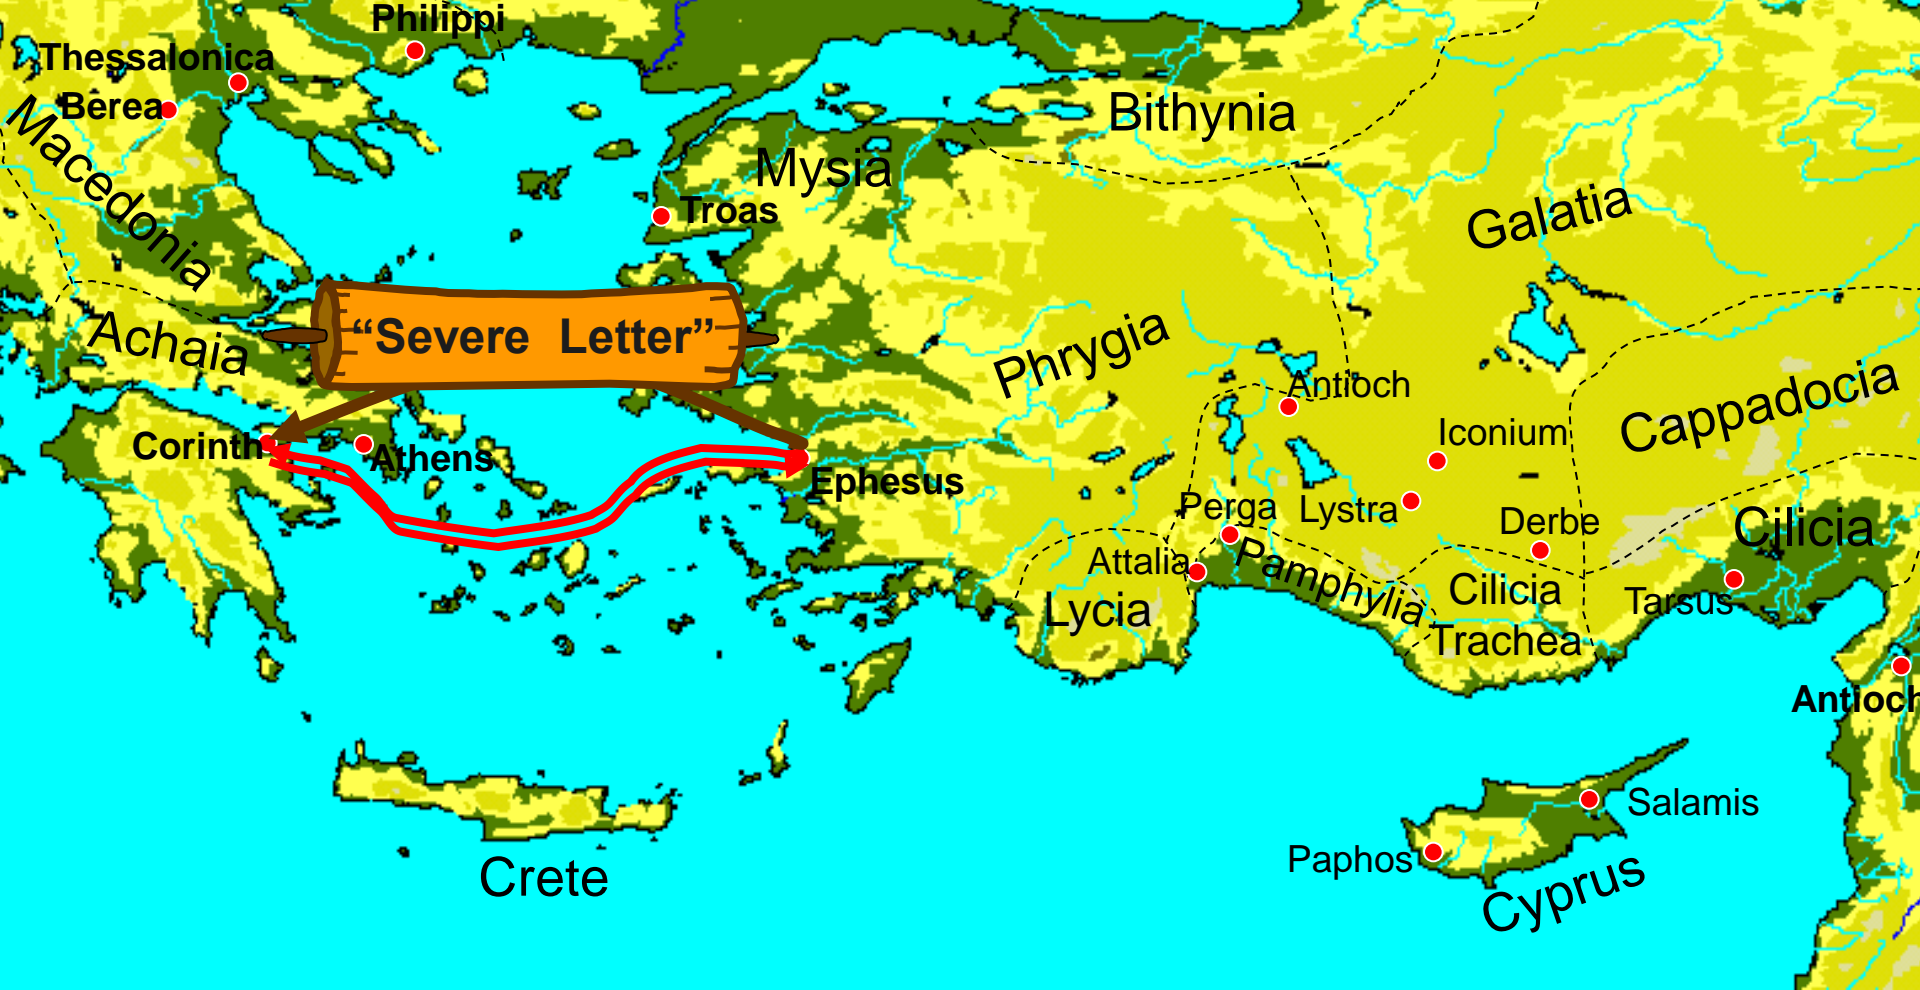 Philippi
Thessalonica
Berea
Macedonia
Bithynia
Mysia
Troas
Galatia
Achaia
“Severe Letter”
Phrygia
Antioch
Cappadocia
Iconium
Corinth
Athens
Ephesus
Perga
Lystra
Derbe
Cilicia
Attalia
Pamphylia
Lycia
Cilicia
Trachea
Tarsus
Antioch
Salamis
Paphos
Crete
Cyprus